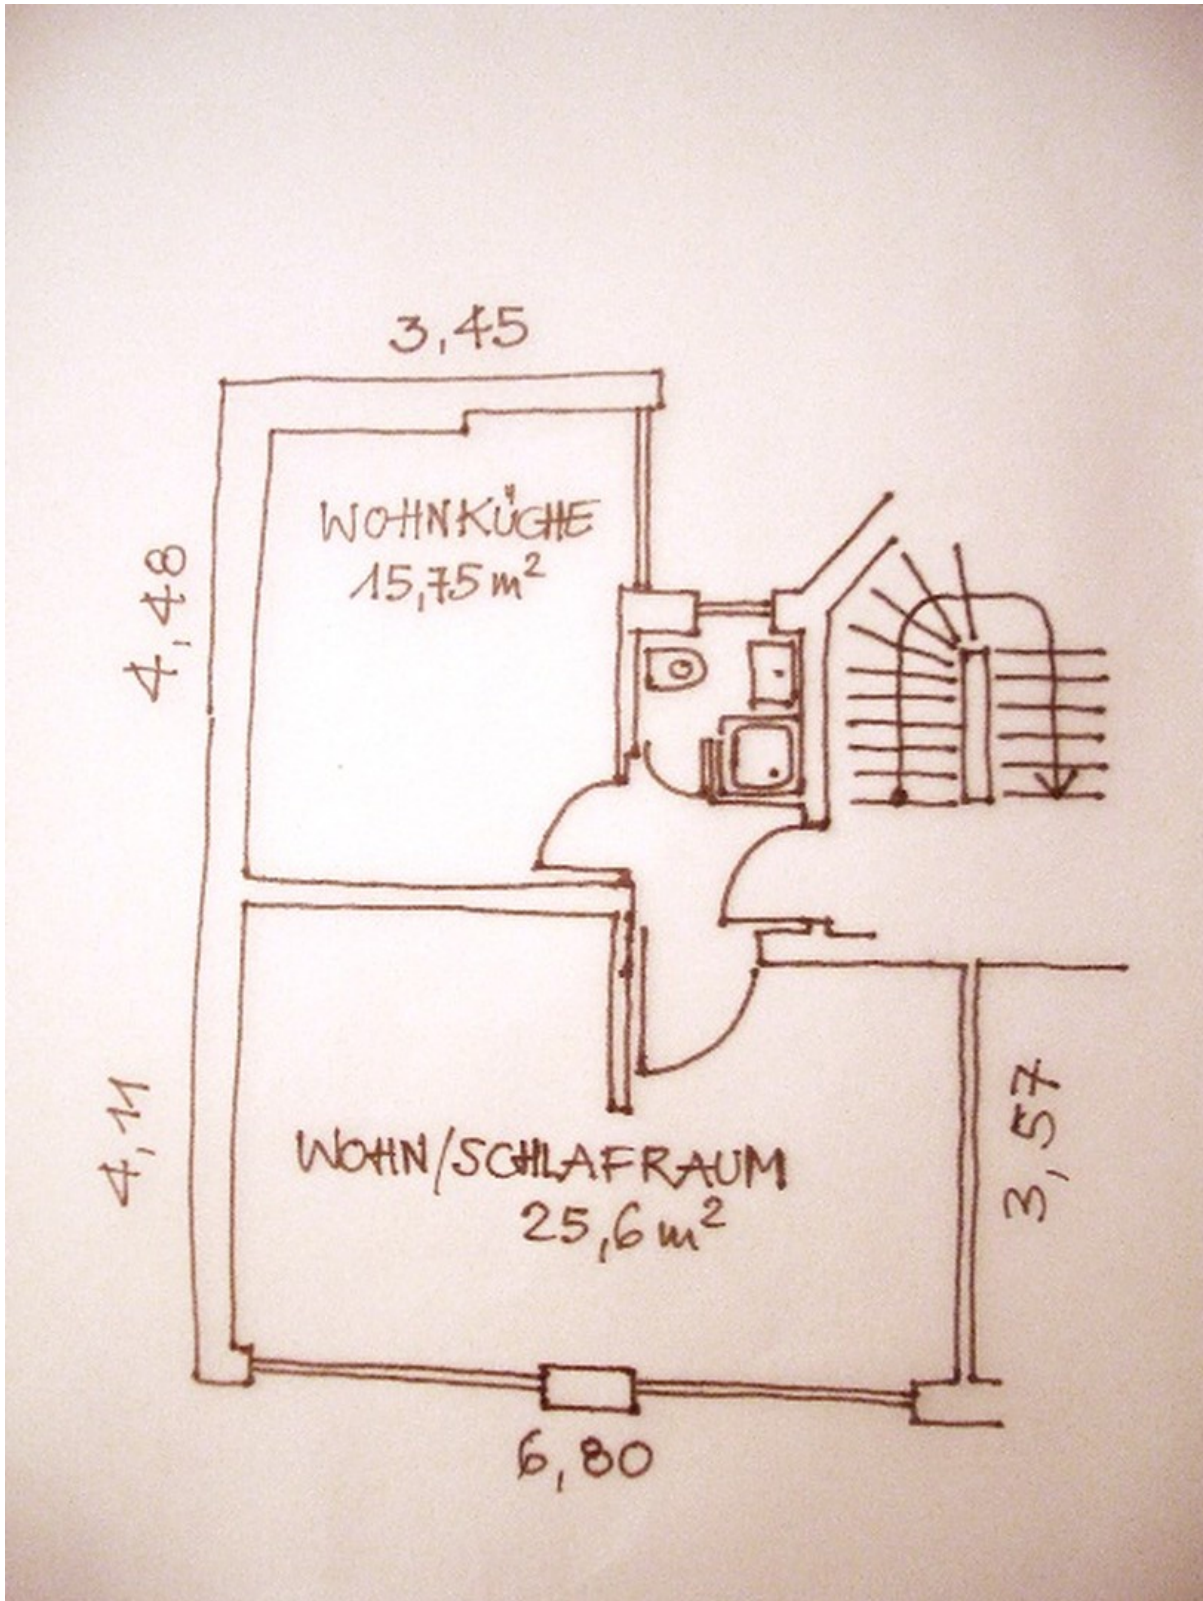 3,45
WOHNKÜCHE
15,75 m²
4,48
4,11
WOHN/SCHLAFRAUM
25,6 m²
3,57
6,80